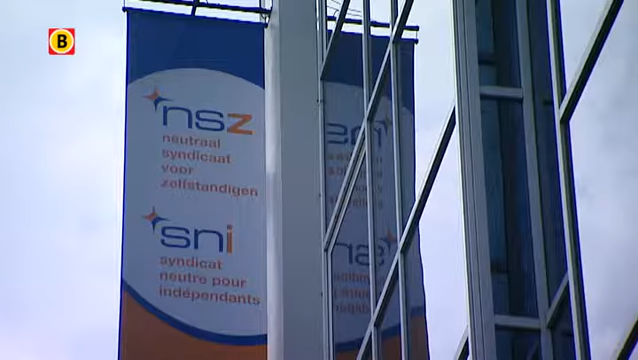 B
nsz
neutraal
syndicaat
voor
zelfstandigen
sni
syndicat
neutre pour
indépendants